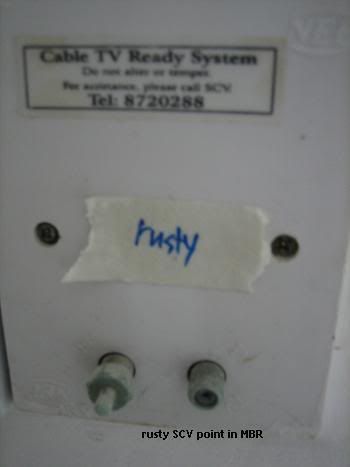 Cable TV Ready System
Do not alter or tamper.
For assistance, please call SCV.
Tel: 8720288
rusty
rusty SCV point in MBR